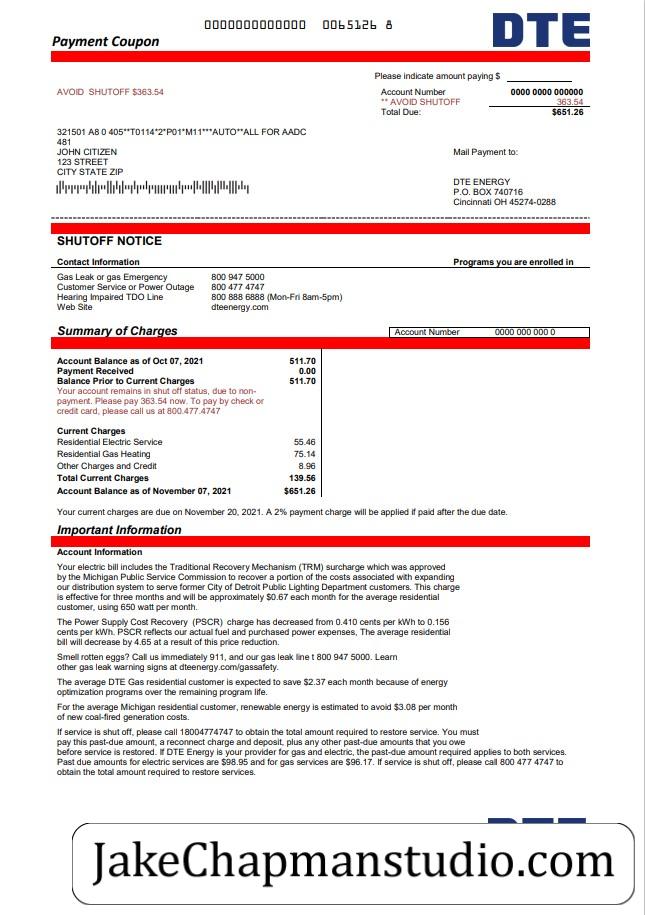 0000000000000 0065126 8
DTE
Payment Coupon
Please indicate amount paying $
AVOID SHUTOFF $363.54
Account Number 0000 0000 000000
** AVOID SHUTOFF 363.54
Total Due: $651.26
321501 A8 0 405**T0114*2*P01*M11***AUTO**ALL FOR AADC
481
JOHN CITIZEN
123 STREET
CITY STATE ZIP
Mail Payment to:
DTE ENERGY
P.O. BOX 740716
Cincinnati OH 45274-0288
SHUTOFF NOTICE
Contact Information Programs you are enrolled in
Gas Leak or gas Emergency 800 947 5000
Customer Service or Power Outage 800 477 4747
Hearing Impaired TDO Line 800 888 6888 (Mon-Fri 8am-5pm)
Web Site dteenergy.com
Summary of Charges Account Number 0000 000 000 0
Account Balance as of Oct 07, 2021 511.70
Payment Received 0.00
Balance Prior to Current Charges 511.70
Your account remains in shut off status, due to non-
payment. Please pay 363.54 now. To pay by check or
credit card, please call us at 800.477.4747
Current Charges
Residential Electric Service 55.46
Residential Gas Heating 75.14
Other Charges and Credit 8.96
Total Current Charges 139.56
Account Balance as of November 07, 2021 $651.26
Your current charges are due on November 20, 2021. A 2% payment charge will be applied if paid after the due date.
Important Information
Account Information
Your electric bill includes the Traditional Recovery Mechanism (TRM) surcharge which was approved
by the Michigan Public Service Commission to recover a portion of the costs associated with expanding
our distribution system to serve former City of Detroit Public Lighting Department customers. This charge
is effective for three months and will be approximately $0.67 each month for the average residential
customer, using 650 watt per month.
The Power Supply Cost Recovery (PSCR) charge has decreased from 0.410 cents per kWh to 0.156
cents per kWh. PSCR reflects our actual fuel and purchased power expenses, The average residential
bill will decrease by 4.65 at a result of this price reduction.
Smell rotten eggs? Call us immediately 911, and our gas leak line t 800 947 5000. Learn
other gas leak warning signs at dteenergy.com/gassafety.
The average DTE Gas residential customer is expected to save $2.37 each month because of energy
optimization programs over the remaining program life.
For the average Michigan residential customer, renewable energy is estimated to avoid $3.08 per month
of new coal-fired generation costs.
If service is shut off, please call 18004774747 to obtain the total amount required to restore service. You must
pay this past-due amount, a reconnect charge and deposit, plus any other past-due amounts that you owe
before service is restored. If DTE Energy is your provider for gas and electric, the past-due amount required applies to both services.
Past due amounts for electric services are $98.95 and for gas services are $96.17. If service is shut off, please call 800 477 4747 to
obtain the total amount required to restore services.
DTE
JakeChapmanstudio.com